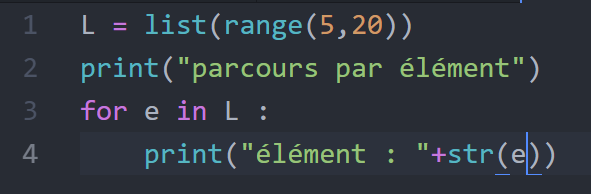 1 L = list(range(5,20))
2 print("parcours par élément")
3 for e in L :
4     print("élément : "+str(e))